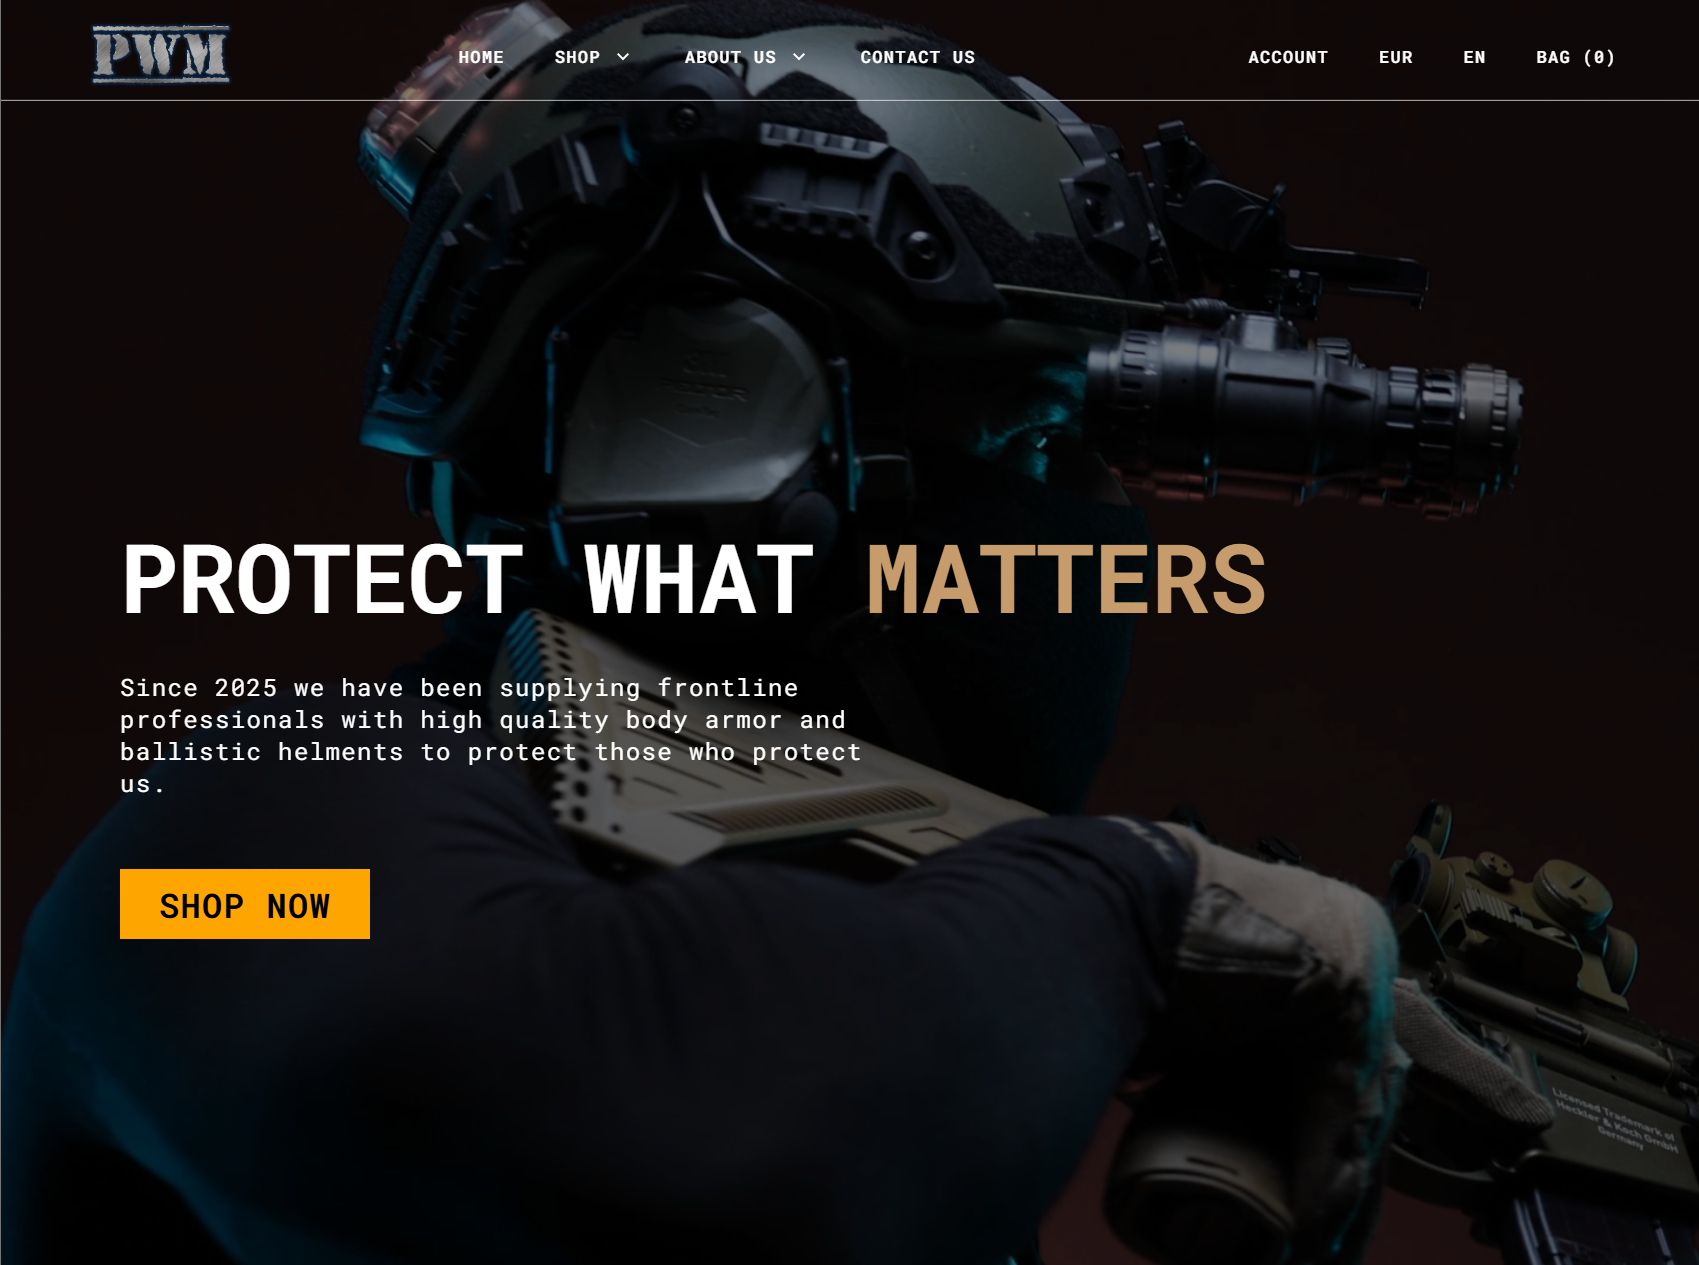 PWM
HOME SHOP ABOUT US CONTACT US ACCOUNT EUR EN BAG (0)
PROTECT WHAT MATTERS
Since 2025 we have been supplying frontline
professionals with high quality body armor and
ballistic helments to protect those who protect
us.
SHOP NOW
Licensed Trademark of
Heckler & Koch GmbH
Germany